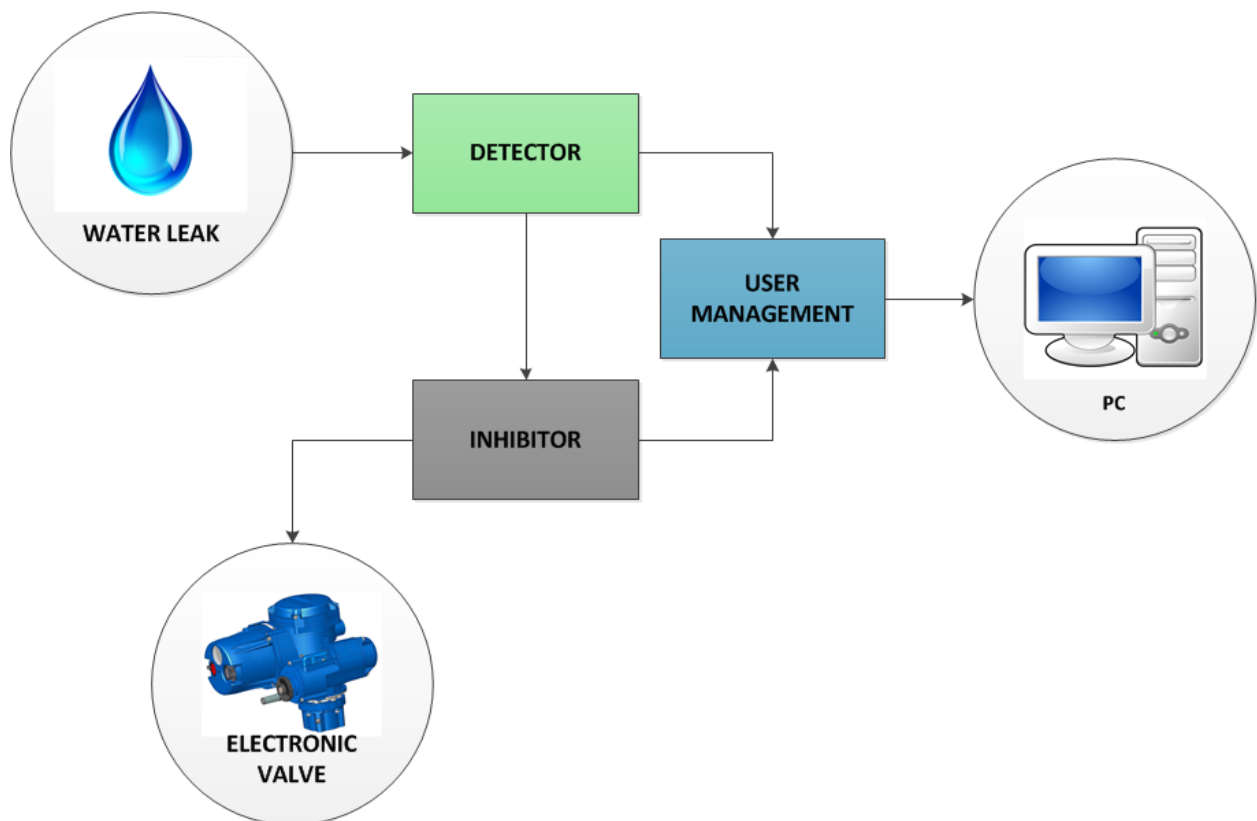 WATER LEAK
DETECTOR
USER
MANAGEMENT
PC
INHIBITOR
ELECTRONIC
VALVE